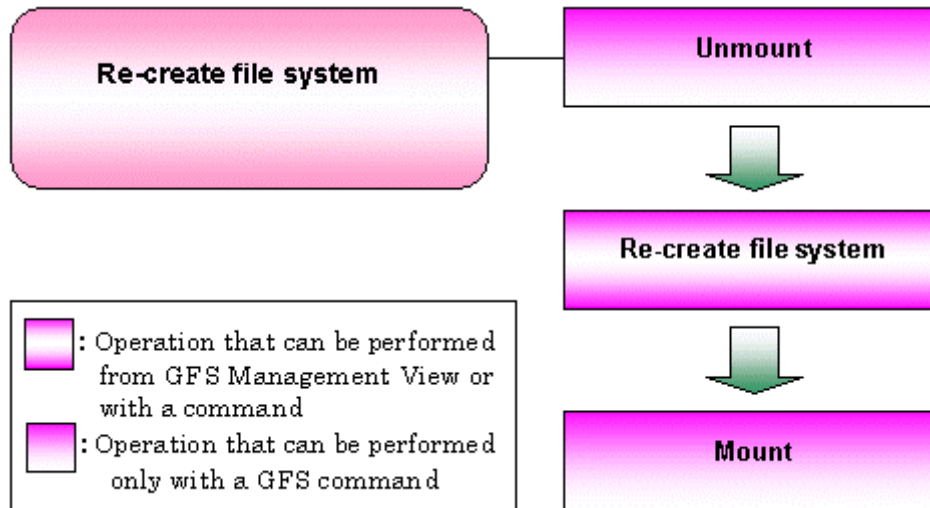 Re-create file system
Unmount
Re-create file system
Mount
: Operation that can be performed
from GFS Management View or
with a command
: Operation that can be performed
only with a GFS command